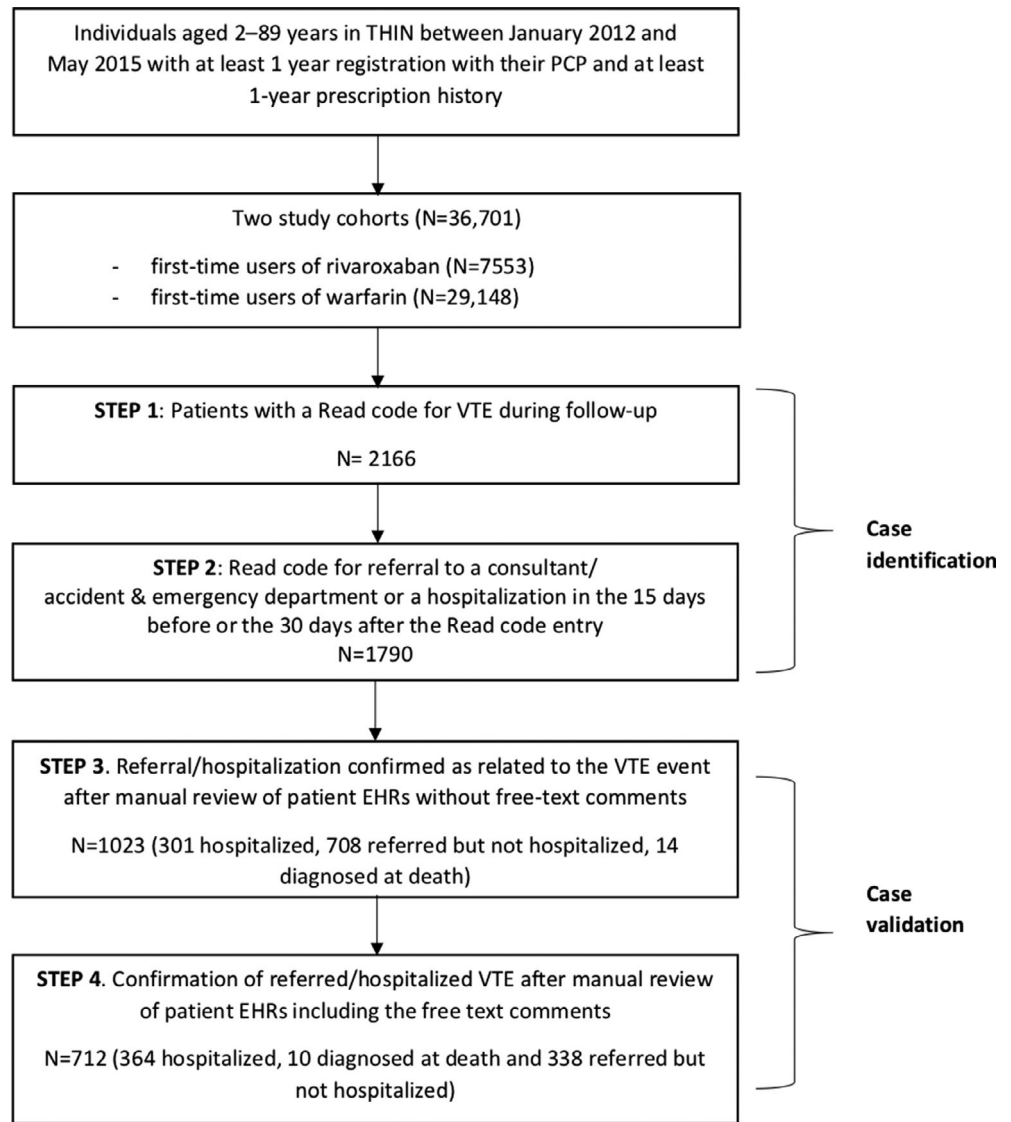 Individuals aged 2–89 years in THIN between January 2012 and
May 2015 with at least 1 year registration with their PCP and at least
1-year prescription history
Two study cohorts (N=36,701)
- first-time users of rivaroxaban (N=7553)
- first-time users of warfarin (N=29,148)
STEP 1: Patients with a Read code for VTE during follow-up
N= 2166
STEP 2: Read code for referral to a consultant/
accident & emergency department or a hospitalization in the 15 days
before or the 30 days after the Read code entry
N=1790
Case
identification
STEP 3. Referral/hospitalization confirmed as related to the VTE event
after manual review of patient EHRs without free-text comments
N=1023 (301 hospitalized, 708 referred but not hospitalized, 14
diagnosed at death)
STEP 4. Confirmation of referred/hospitalized VTE after manual review
of patient EHRs including the free text comments
N=712 (364 hospitalized, 10 diagnosed at death and 338 referred but
not hospitalized)
Case
validation